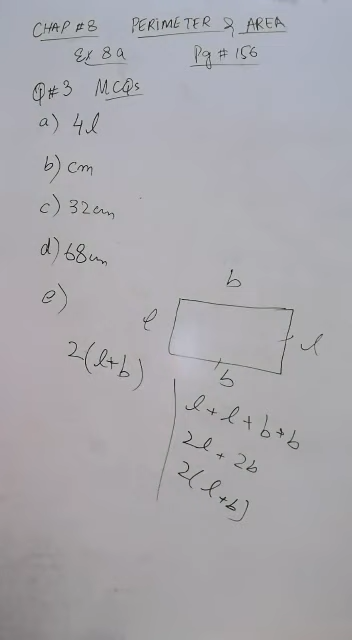 CHAP #8 PERIMETER & AREA
Ex 8a Pg # 156
Q#3 MCQs
a) 4l
b) cm
c) 32cm
d) 68cm
e)
b
l
l
b
2(l+b)
l + l + b + b
2l + 2b
2(l+b)